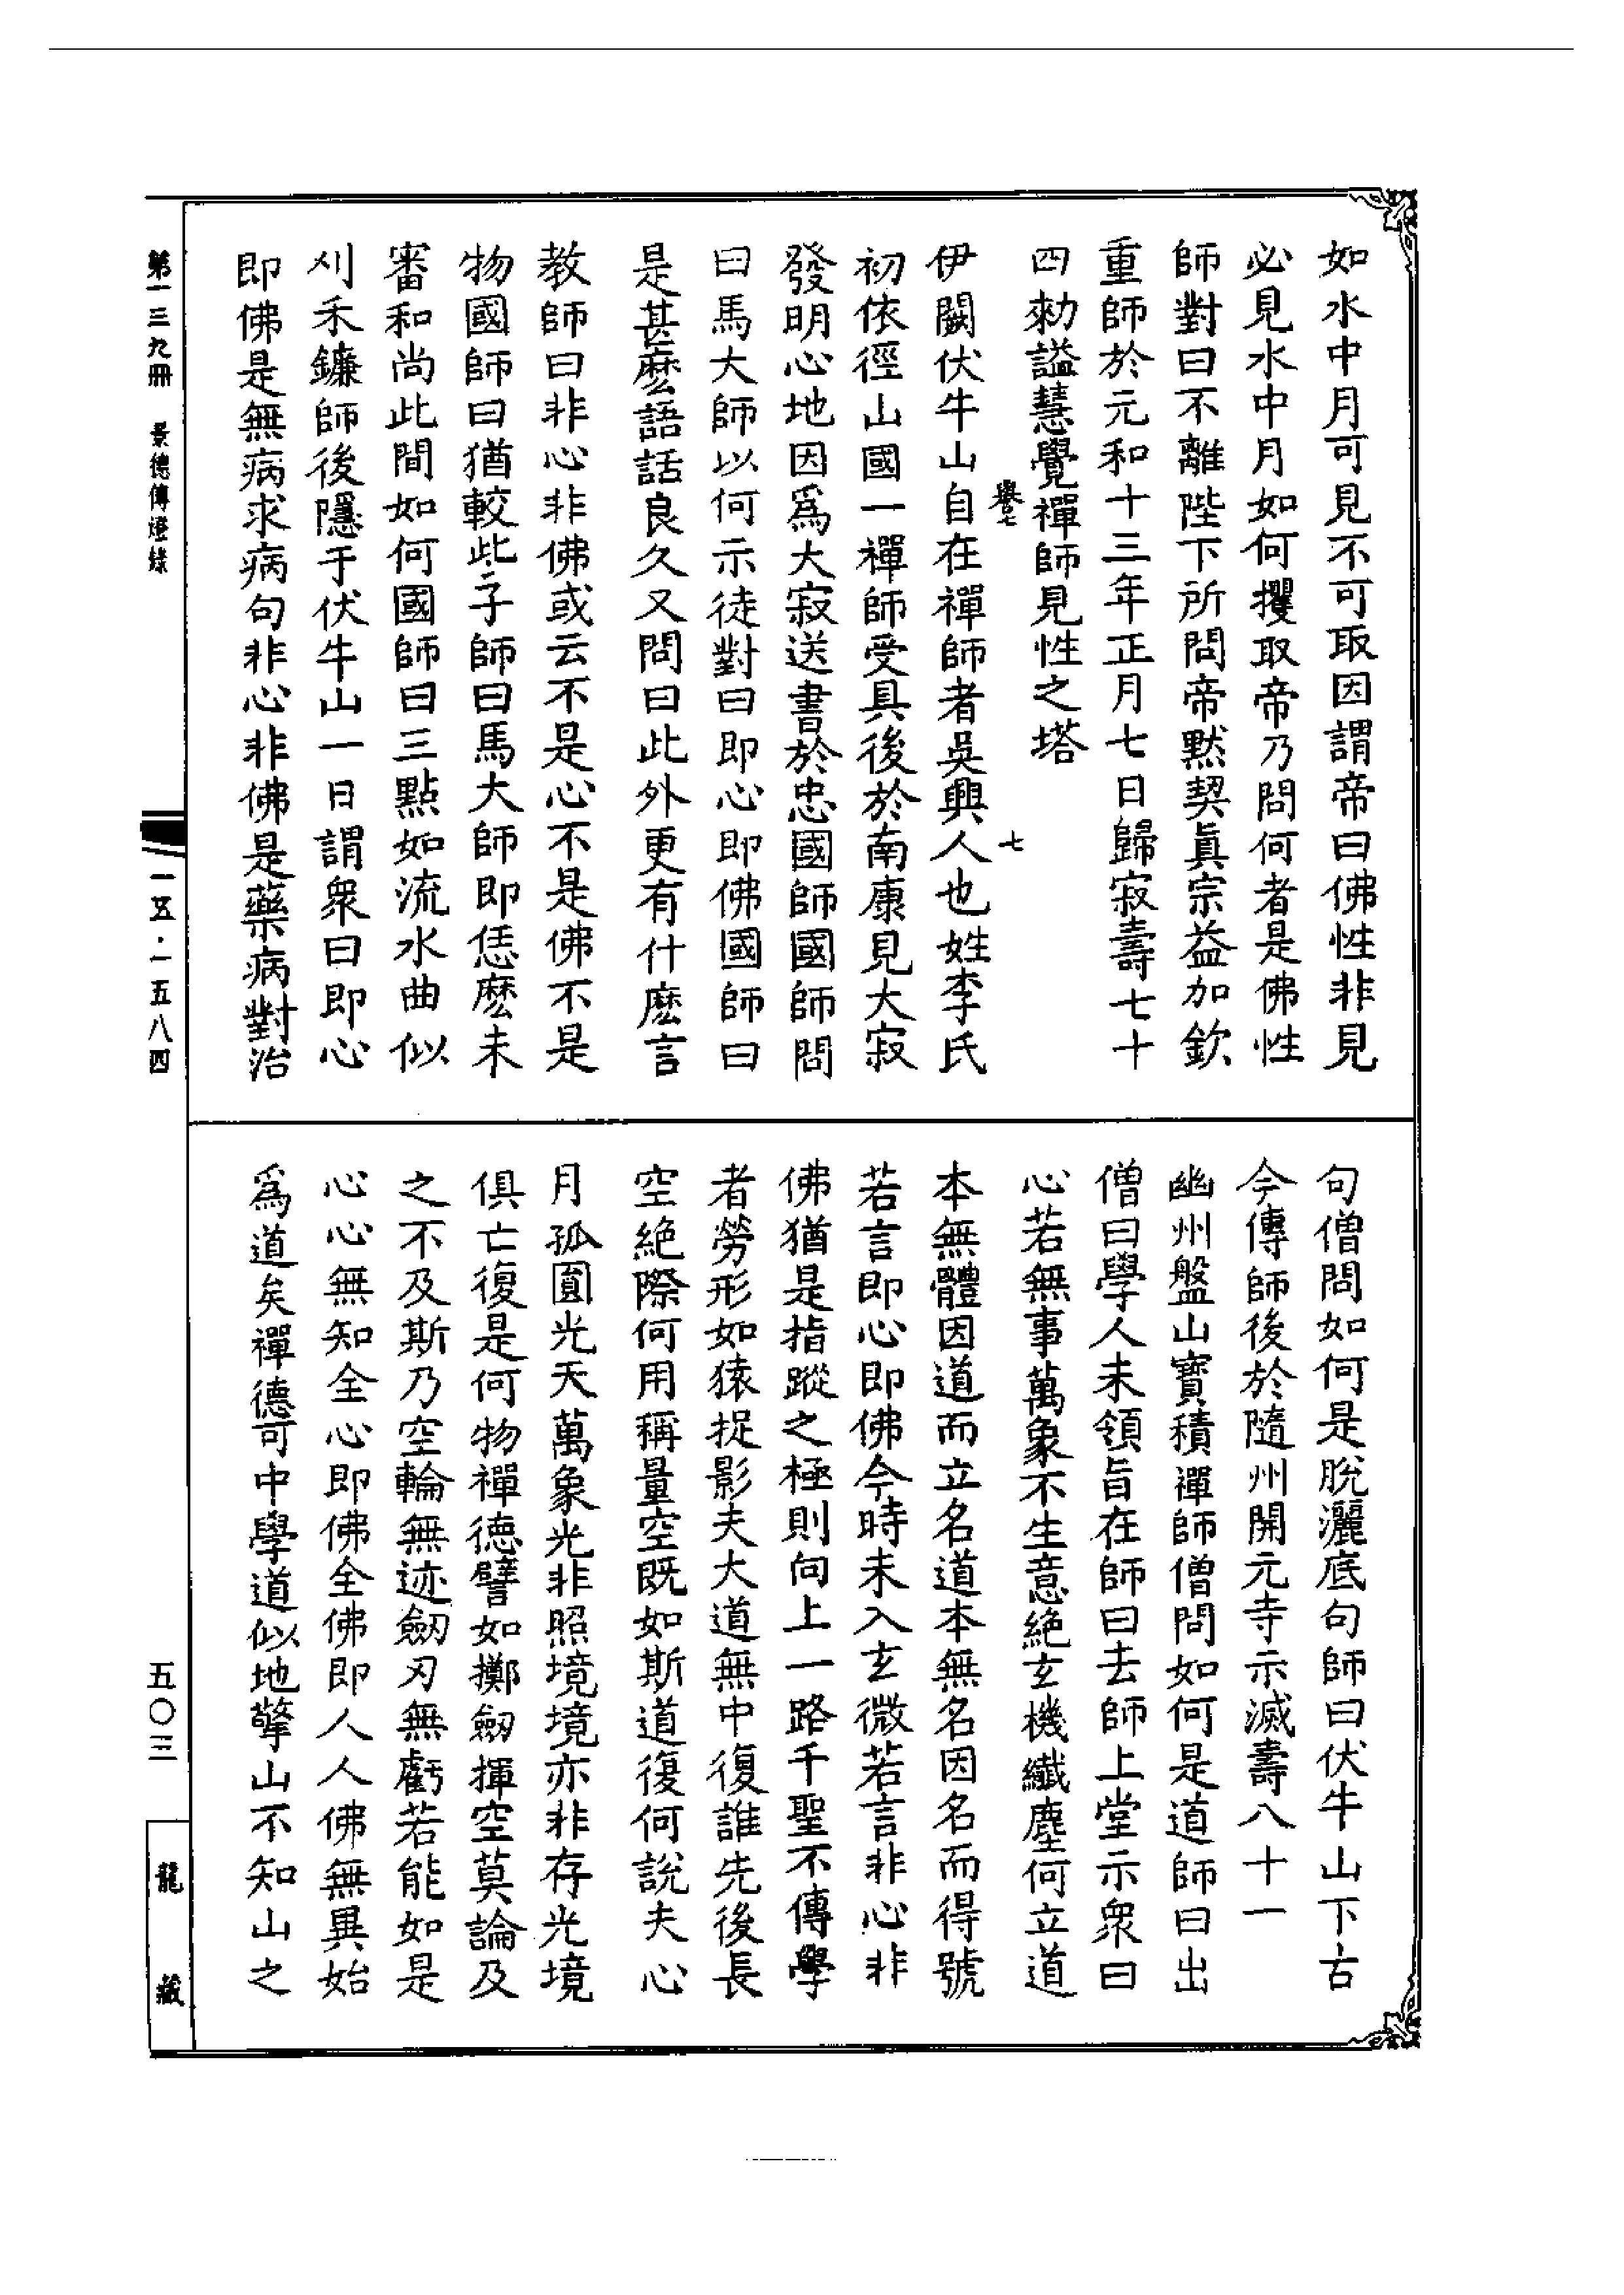 如水中月可見不可取因謂帝曰佛性非見
必見水中月如何攫取帝乃問何者是佛性
師對曰不離陛下所問帝默契眞宗益加欽
重師於元和十三年正月七日歸寂壽七十
四勑謚慧覺禪師見性之塔
輿七
七
伊闕伏牛山自在禪師者吳興人也姓李氏
初依徑山國一禪師受具後於南康見大寂
發明心地因爲大寂送書於忠國師國師問
曰馬大師以何示徒對曰即心即佛國師曰
是甚麽語話良久又問曰此外更有什麽言
教師曰非心非佛或云不是心不是佛不是
物國師曰猶較些子師曰馬大師即恁麽未
審和尚此間如何國師曰三點如流水曲似
刈禾鐮師後隱于伏牛山一日謂衆曰即心
即佛是無病求病句非心非佛是藥病對治
句僧問如何是脫灑底句師曰伏牛山下古
今傳師後於隨州開元寺示滅壽八十一
幽州盤山寶積禪師僧問如何是道師曰出
僧曰學人未領旨在師曰去師上堂示衆曰
心若無事萬象不生意絕玄機纖塵何立道
本無體因道而立名道本無名因名而得號
若言即心即佛今時未入玄微若言非心非
佛猶是指蹤之極則向上一路千聖不傳學
者勞形如猿捉影夫大道無中復誰先後長
空絕際何用稱量空既如斯道復何說夫心
月孤圓光天萬象光非照境境亦非存光境
俱亡復是何物禪德譬如擲劒揮空莫論及
之不及斯乃空輪無迹劒刃無虧若能如是
心心無知全心即佛全佛即人人佛無異始
爲道矣禪德可中學道似地擎山不知山之
第一三九冊　景德傳燈錄
一五·一五八四
五〇三
龍藏